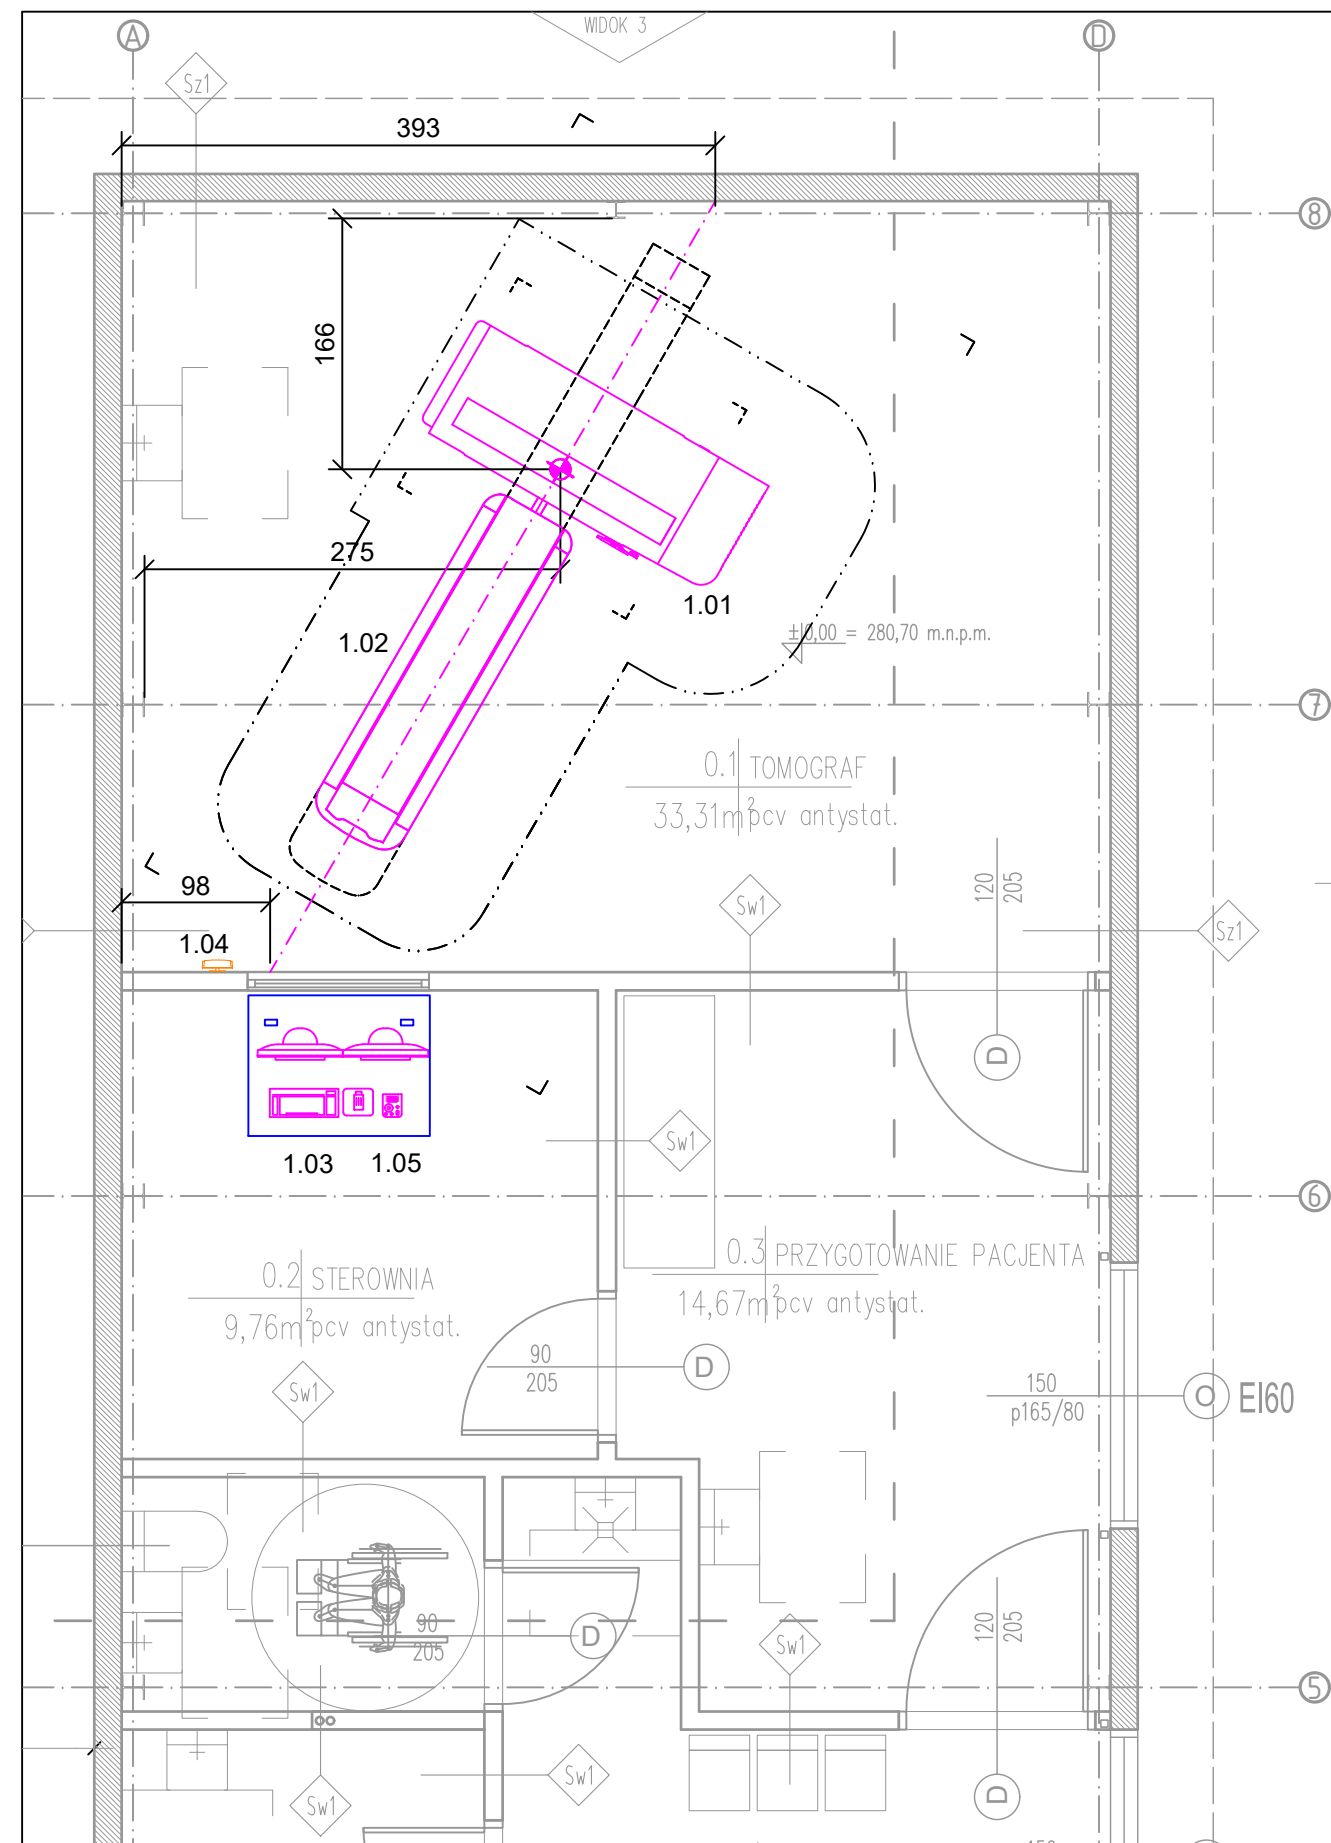 WIDOK 3
A
D
Sz1
393
8
166
275
1.01
1.02
±0,00 = 280,70 m.n.p.m.
7
0.1 TOMOGRAF
33,31m² pcv antystat.
98
120
205
Sw1
Sz1
1.04
D
Sw1
1.03
1.05
6
0.2 STEROWNIA
9,76m² pcv antystat.
0.3 PRZYGOTOWANIE PACJENTA
14,67m² pcv antystat.
90
205
D
Sw1
150
p165/80
O
EI60
90
205
D
Sw1
120
205
5
Sw1
Sw1
D